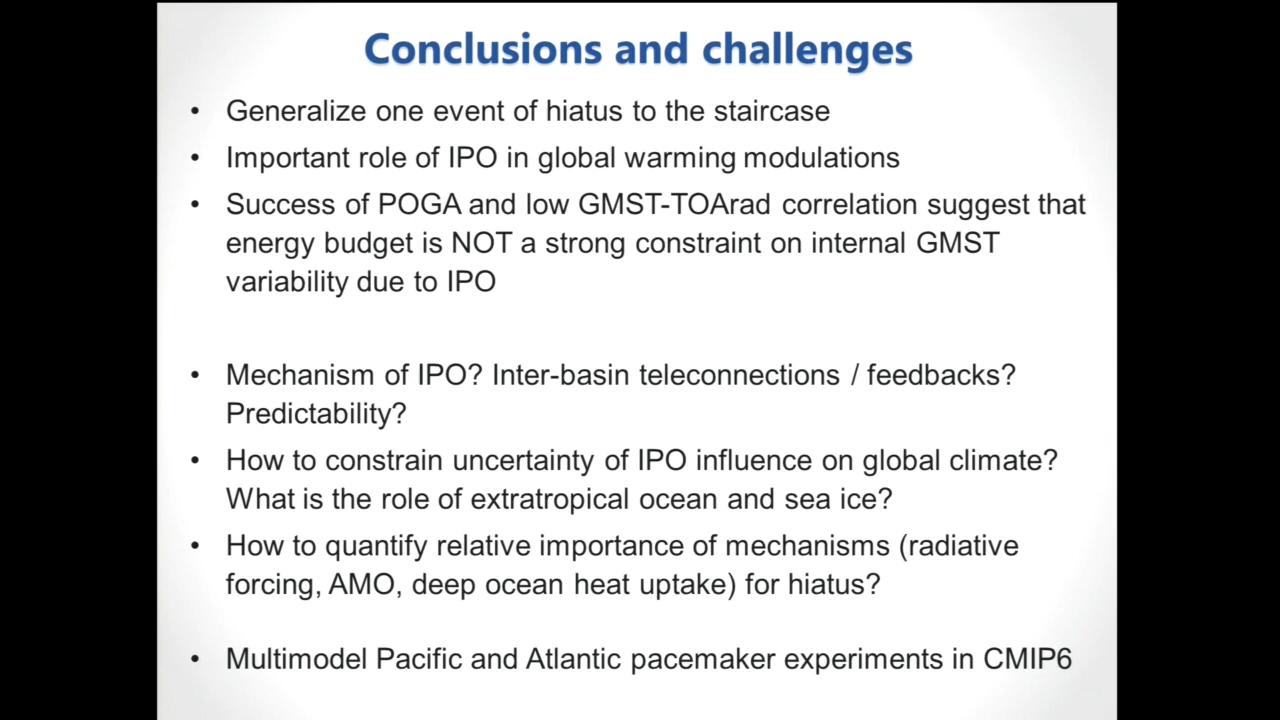 Conclusions and challenges
• Generalize one event of hiatus to the staircase
• Important role of IPO in global warming modulations
• Success of POGA and low GMST-TOArad correlation suggest that
energy budget is NOT a strong constraint on internal GMST
variability due to IPO
• Mechanism of IPO? Inter-basin teleconnections / feedbacks?
Predictability?
• How to constrain uncertainty of IPO influence on global climate?
What is the role of extratropical ocean and sea ice?
• How to quantify relative importance of mechanisms (radiative
forcing, AMO, deep ocean heat uptake) for hiatus?
• Multimodel Pacific and Atlantic pacemaker experiments in CMIP6